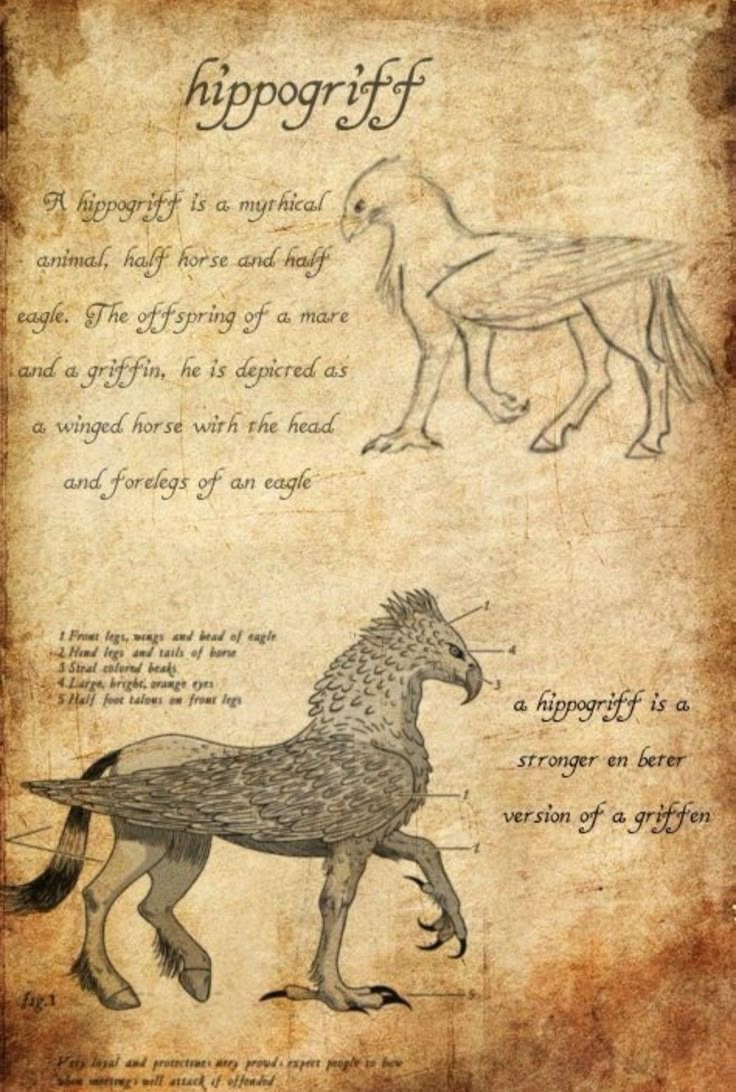 hippogriff
A hippogriff is a mythical
animal, half horse and half
eagle. The offspring of a mare
and a griffin, he is depicted as
a winged horse with the head
and forelegs of an eagle
1 Front legs, wings and head of eagle
2 Hind legs and tails of horse
3 Steal colored beaks
4 Large, bright, orange eyes
5 Half foot talons on front legs
1
4
3
a hippogriff is a
stronger en beter
version of a griffen
1
1
5
fig.1
Very loyal and protective; very proud; expect people to bow
when meeting; will attack if offended